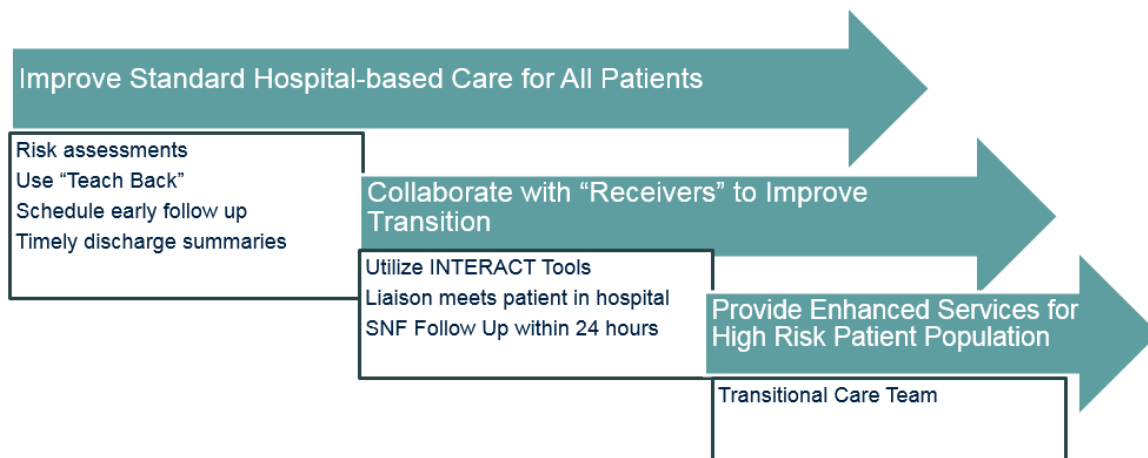 Improve Standard Hospital-based Care for All Patients
Risk assessments
Use “Teach Back”
Schedule early follow up
Timely discharge summaries
Collaborate with “Receivers” to Improve
Transition
Utilize INTERACT Tools
Liaison meets patient in hospital
SNF Follow Up within 24 hours
Provide Enhanced Services for
High Risk Patient Population
Transitional Care Team